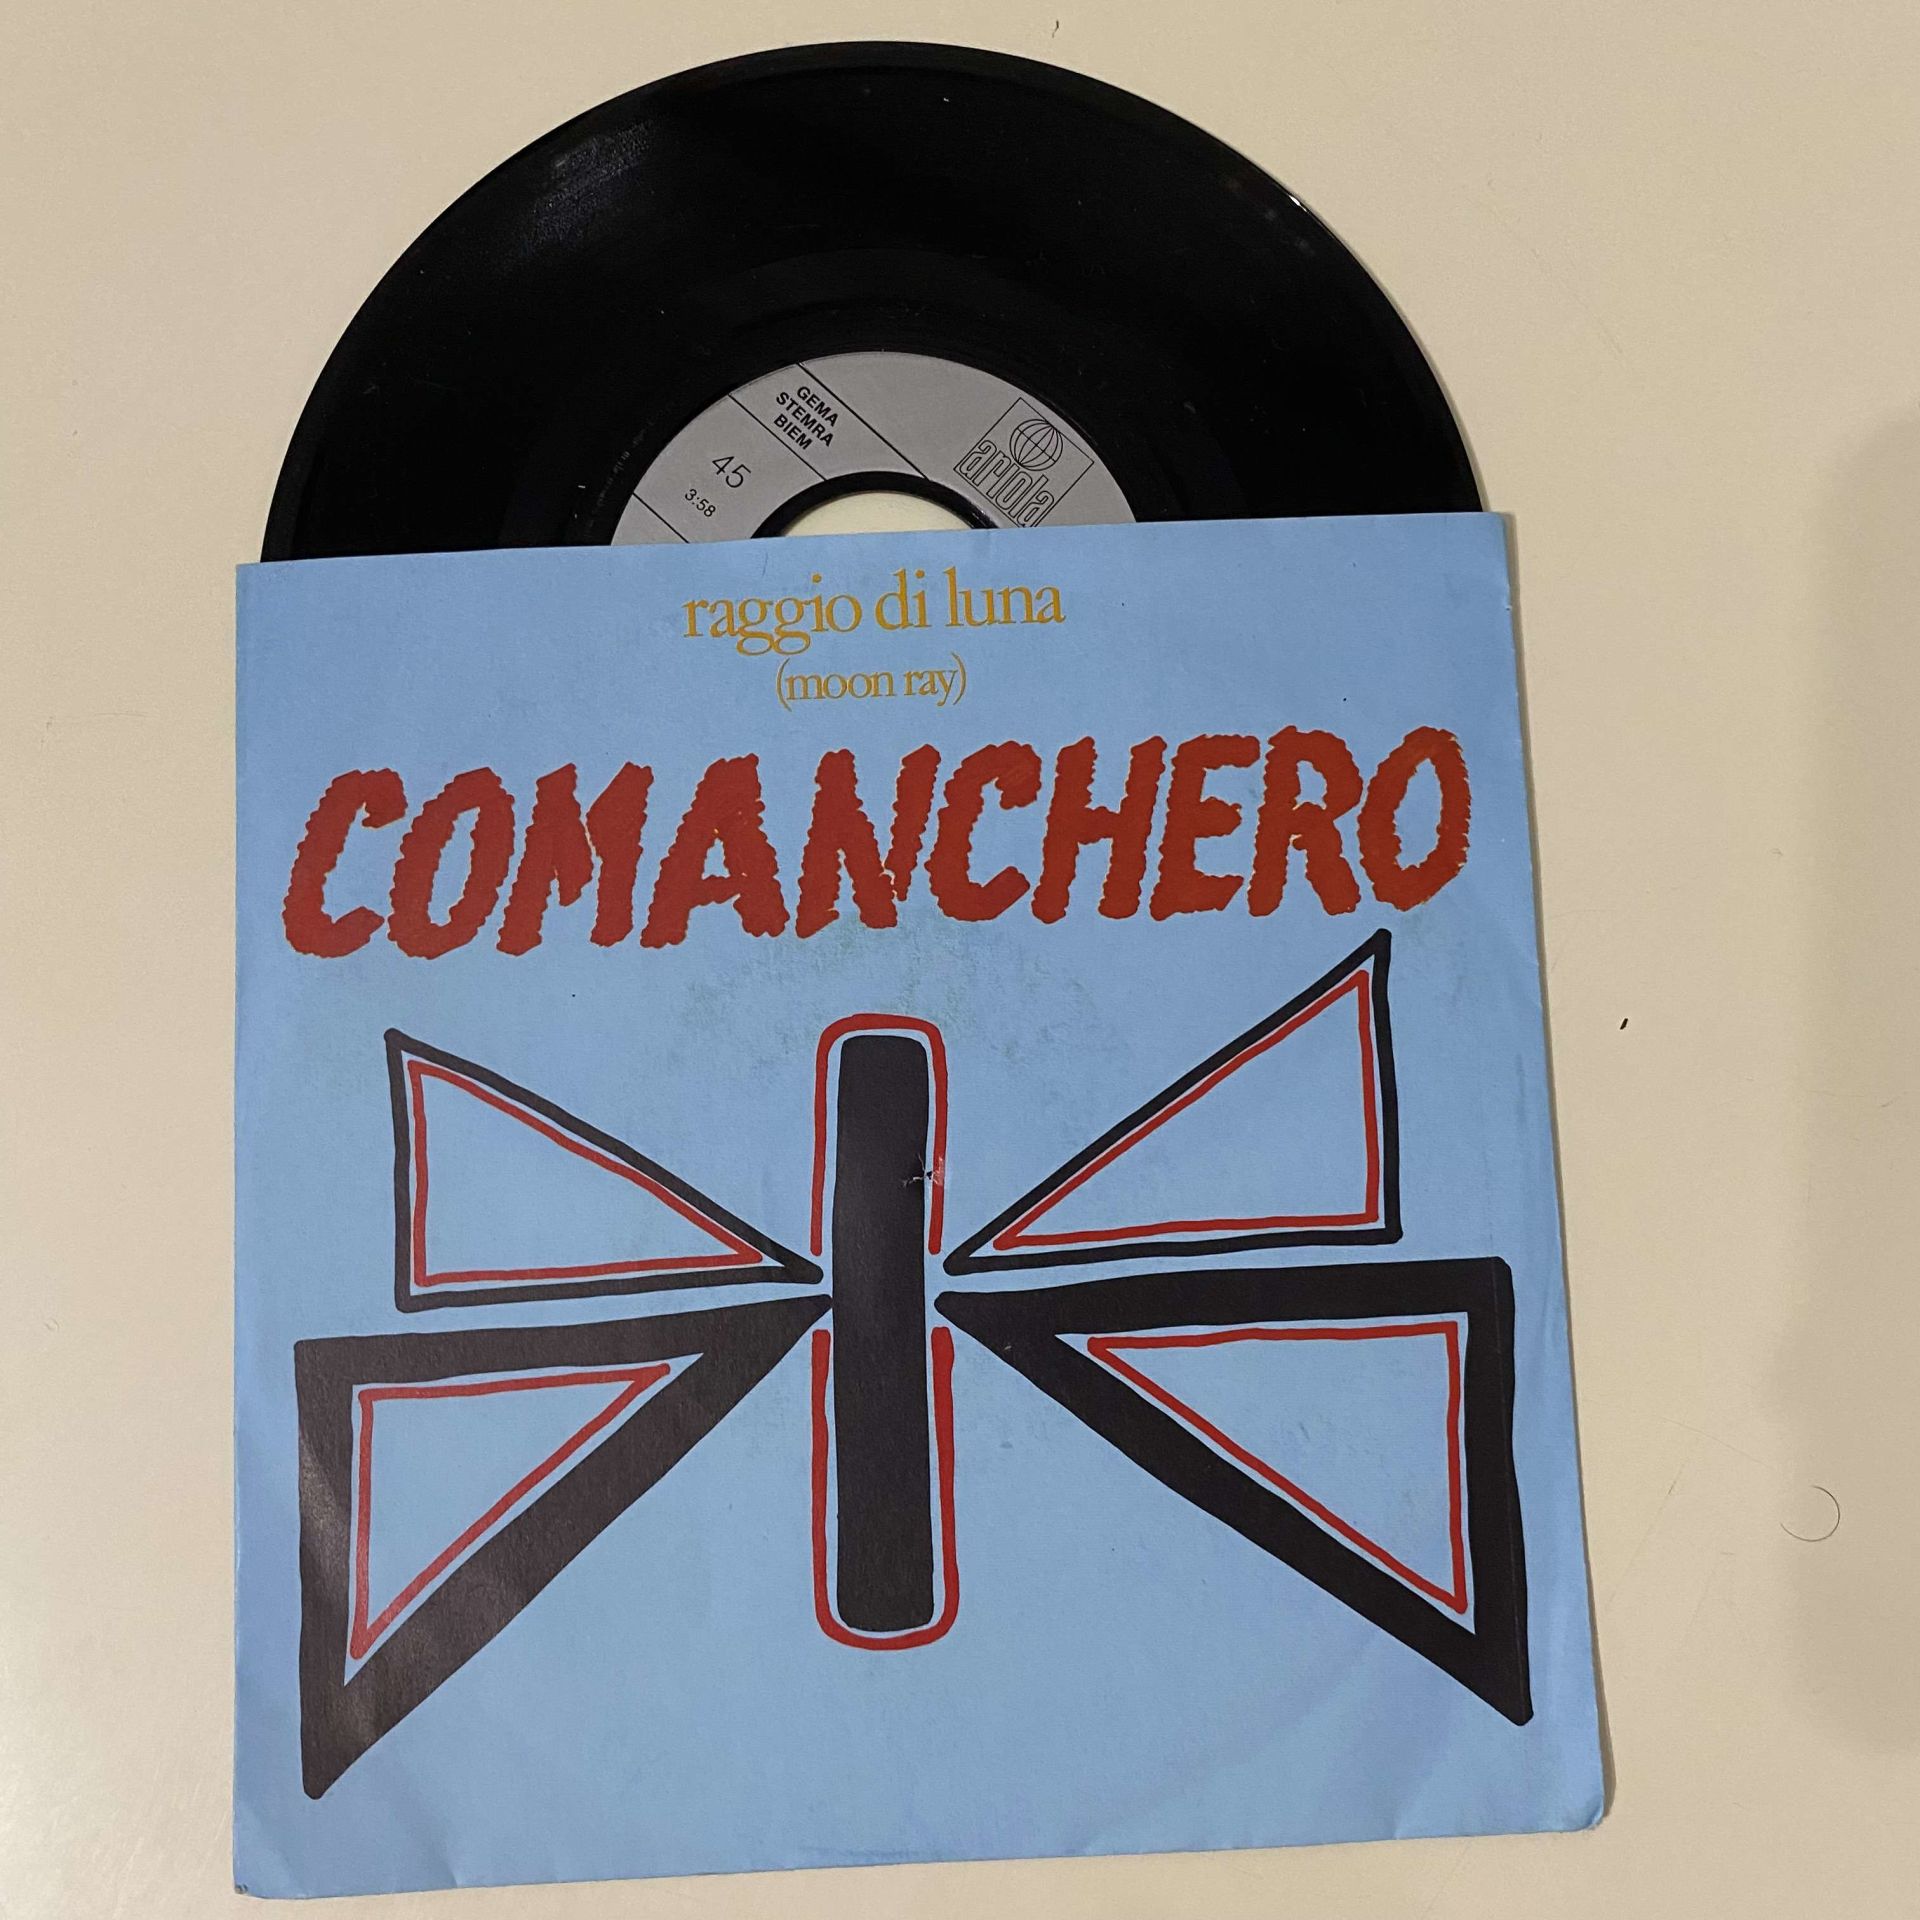 GEMA
STEMRA
BIEM
45
3:58
ariola
raggio di luna
(moon ray)
COMANCHERO